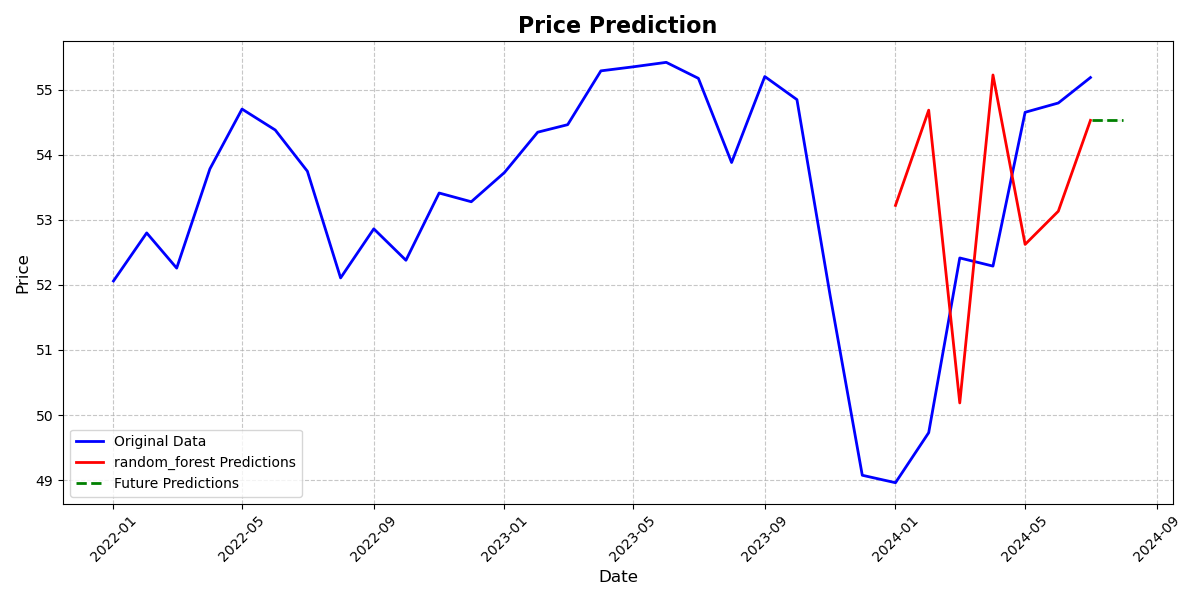 Price Prediction
Price
55
54
53
52
51
50
49
Original Data
random_forest Predictions
Future Predictions
2022-01
2022-05
2022-09
2023-01
2023-05
2023-09
2024-01
2024-05
2024-09
Date